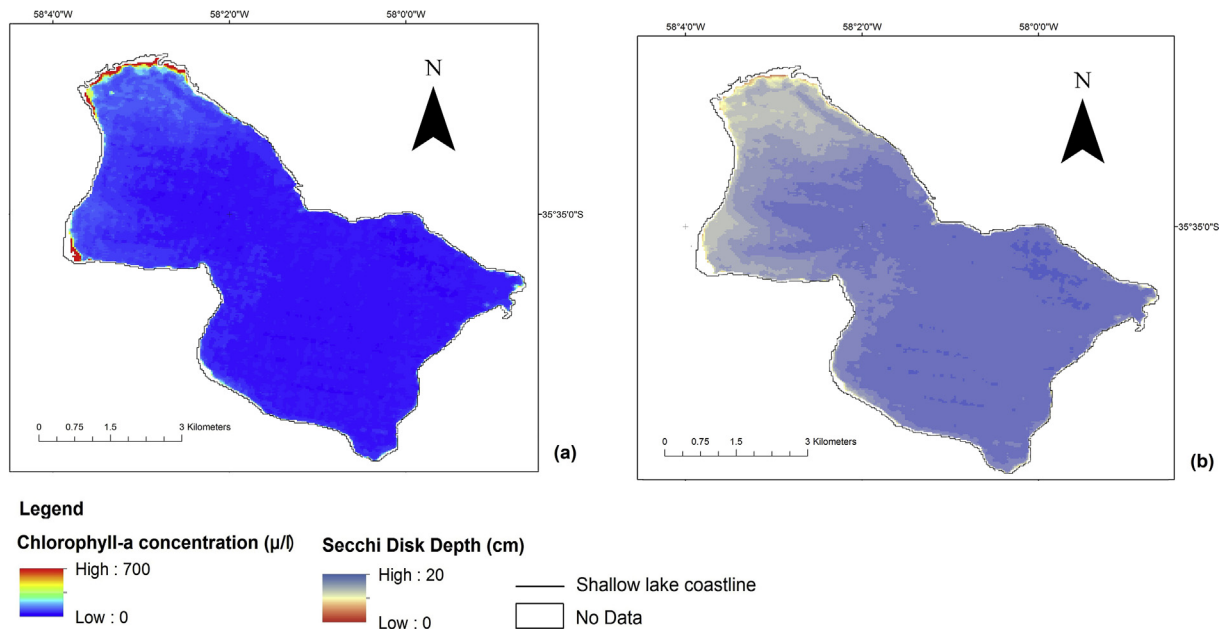 58°4'0"W 58°2'0"W 58°0'0"W
N
35°35'0"S
0 0.75 1.5 3 Kilometers
(a)
58°4'0"W 58°2'0"W 58°0'0"W
N
35°35'0"S
0 0.75 1.5 3 Kilometers
(b)
Legend
Chlorophyll-a concentration (µ/l)
High : 700
Low : 0
Secchi Disk Depth (cm)
High : 20
Low : 0
Shallow lake coastline
No Data